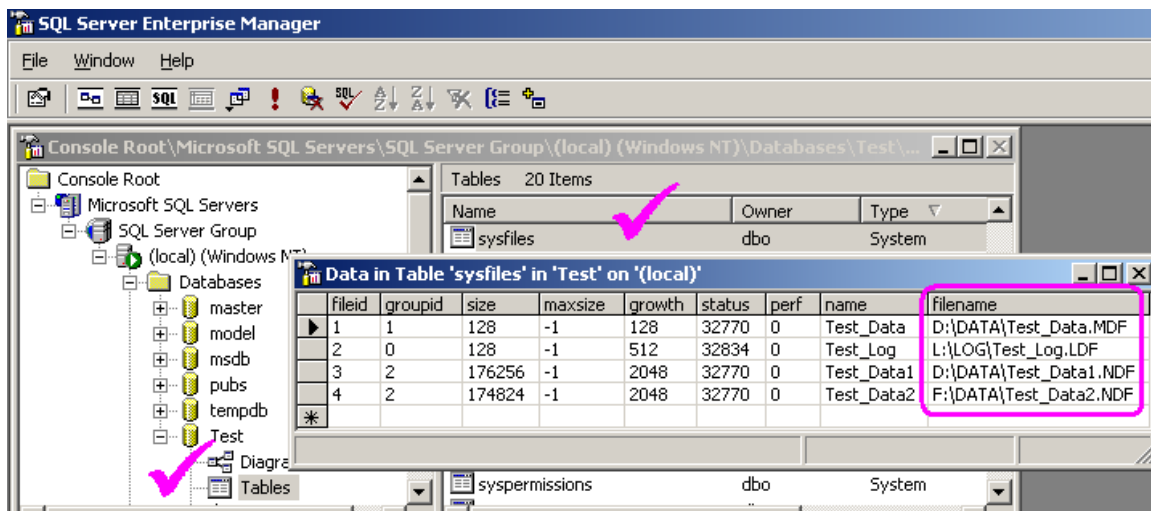 SQL Server Enterprise Manager
File Window Help
SQL SQL
Console Root\Microsoft SQL Servers\SQL Server Group\(local) (Windows NT)\Databases\Test\...
Console Root
Microsoft SQL Servers
SQL Server Group
(local) (Windows NT)
Databases
master
model
msdb
pubs
tempdb
Test
Diagra
Tables
Tables 20 Items
Name Owner Type
sysfiles dbo System
Data in Table 'sysfiles' in 'Test' on '(local)'
fileid groupid size maxsize growth status perf name filename
1 1 128 -1 128 32770 0 Test_Data D:\DATA\Test_Data.MDF
2 0 128 -1 512 32834 0 Test_Log L:\LOG\Test_Log.LDF
3 2 176256 -1 2048 32770 0 Test_Data1 D:\DATA\Test_Data1.NDF
4 2 174824 -1 2048 32770 0 Test_Data2 F:\DATA\Test_Data2.NDF
syspermissions dbo System